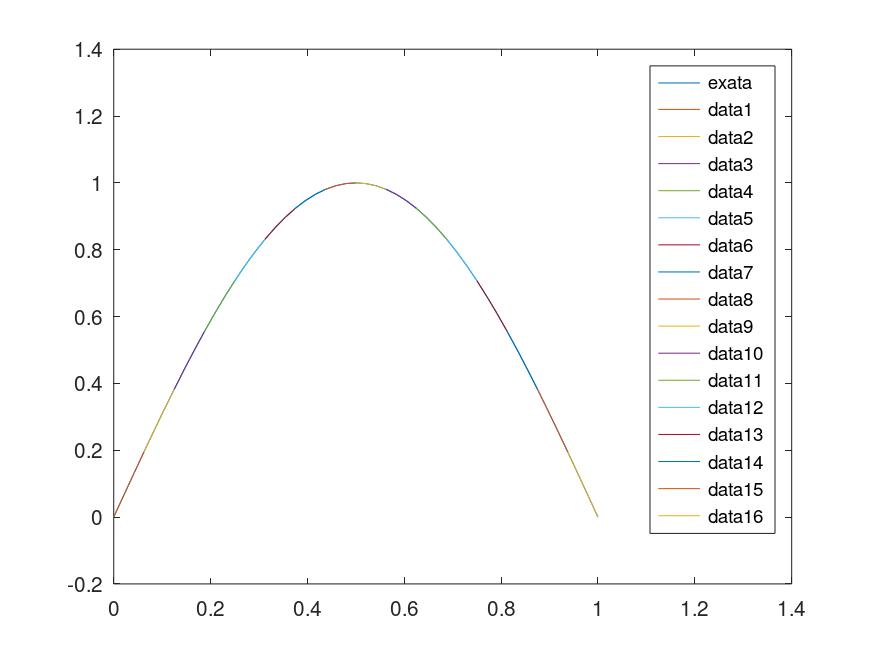 1.4
1.2
1
0.8
0.6
0.4
0.2
0
-0.2
0 0.2 0.4 0.6 0.8 1 1.2 1.4
exata
data1
data2
data3
data4
data5
data6
data7
data8
data9
data10
data11
data12
data13
data14
data15
data16